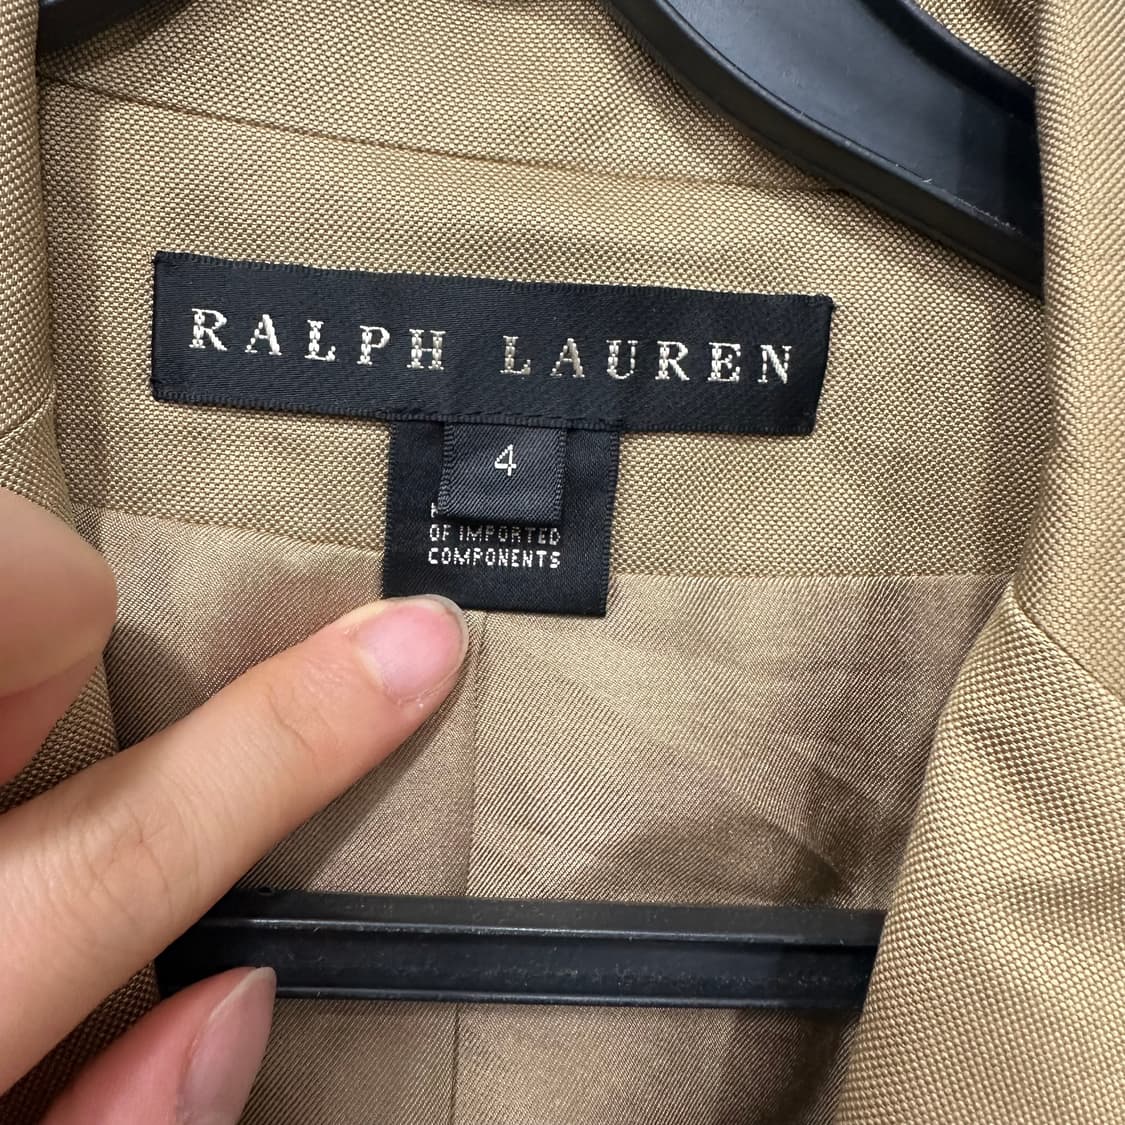 RALPH LAUREN
4
OF IMPORTED
COMPONENTS